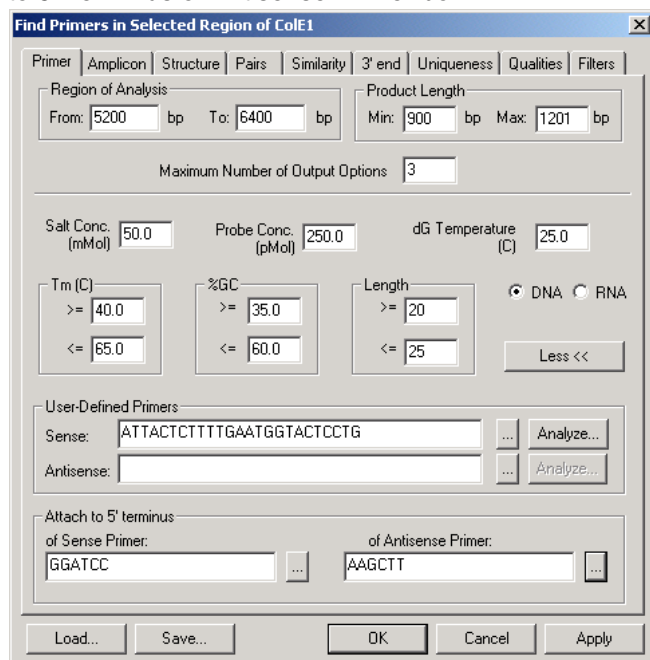 Find Primers in Selected Region of ColE1
Primer Amplicon Structure Pairs Similarity 3' end Uniqueness Qualities Filters
Region of Analysis Product Length
From: 5200 bp To: 6400 bp Min: 900 bp Max: 1201 bp
Maximum Number of Output Options 3
Salt Conc. (mMol) 50.0 Probe Conc. (pMol) 250.0 dG Temperature (C) 25.0
Tm (C) %GC Length
>= 40.0 >= 35.0 >= 20 DNA RNA
<= 65.0 <= 60.0 <= 25 Less <<
User-Defined Primers
Sense: ATTACTCTTTTGAATGGTACTCCTG ... Analyze...
Antisense: ... Analyze...
Attach to 5' terminus
of Sense Primer: of Antisense Primer:
GGATCC ... AAGCTT ...
Load... Save... OK Cancel Apply